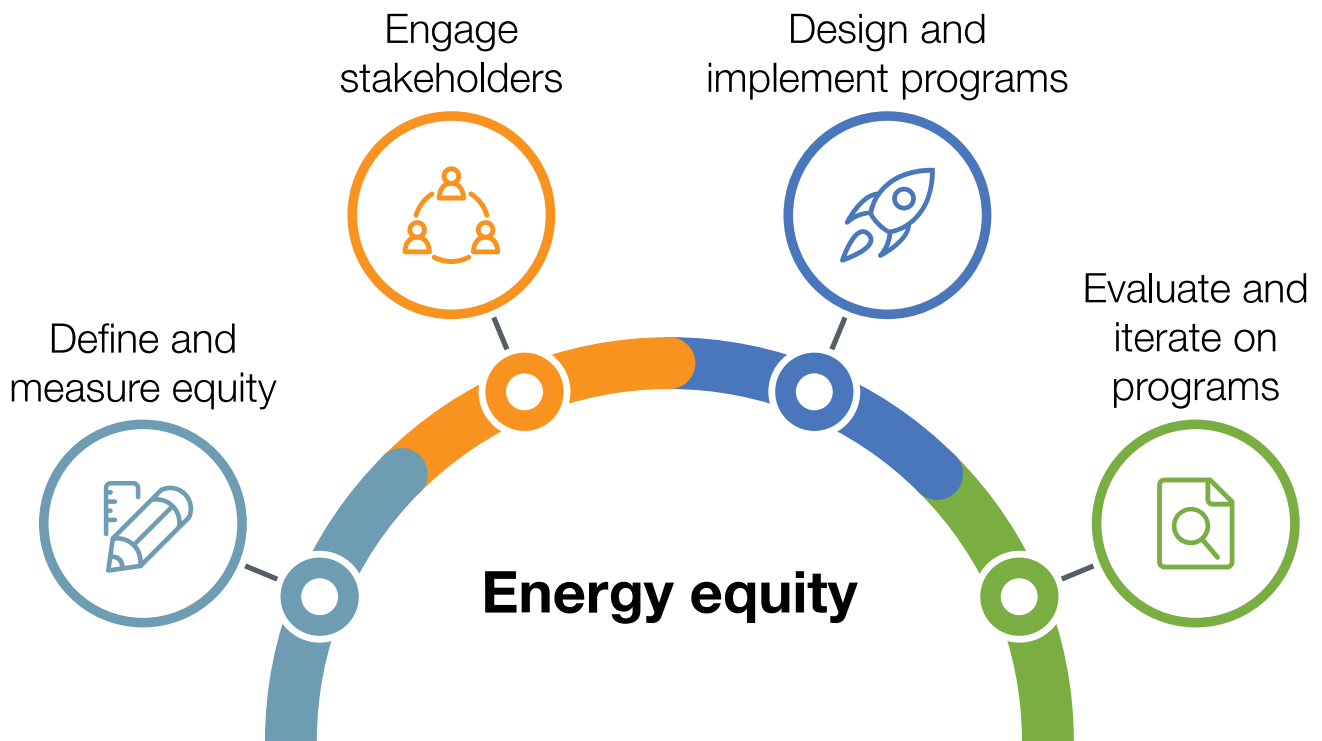 Engage
stakeholders
Design and
implement programs
Define and
measure equity
Evaluate and
iterate on
programs
Energy equity